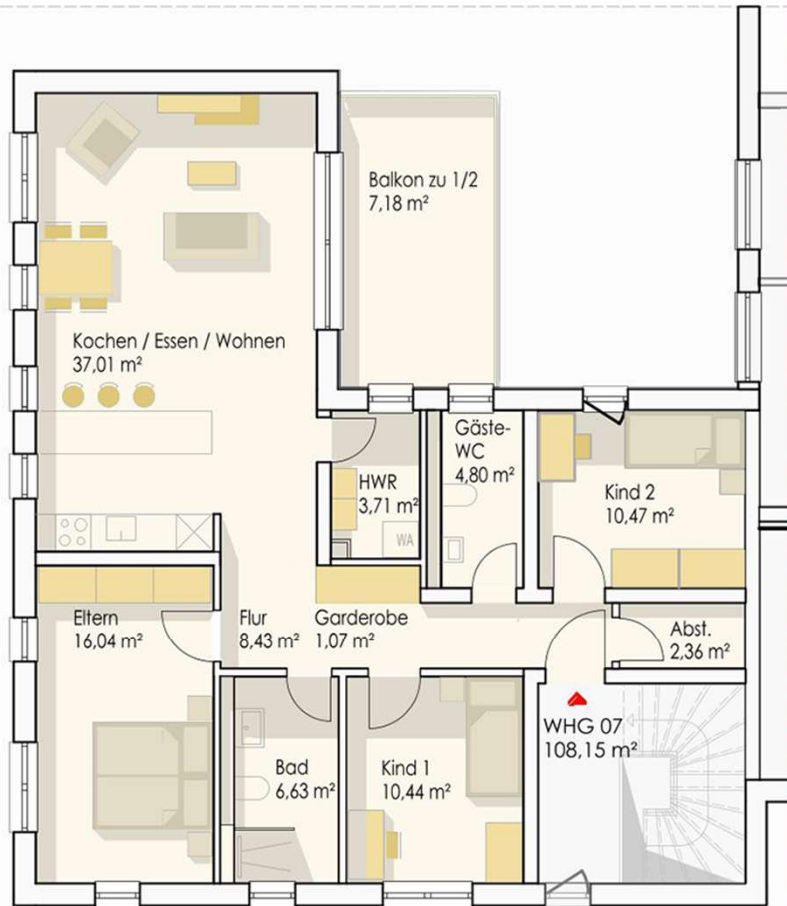 Balkon zu 1/2
7,18 m²
Kochen / Essen / Wohnen
37,01 m²
Gäste-
WC
4,80 m²
HWR
3,71 m²
WA
Kind 2
10,47 m²
Eltern
16,04 m²
Flur
8,43 m²
Garderobe
1,07 m²
Abst.
2,36 m²
WHG 07
108,15 m²
Bad
6,63 m²
Kind 1
10,44 m²